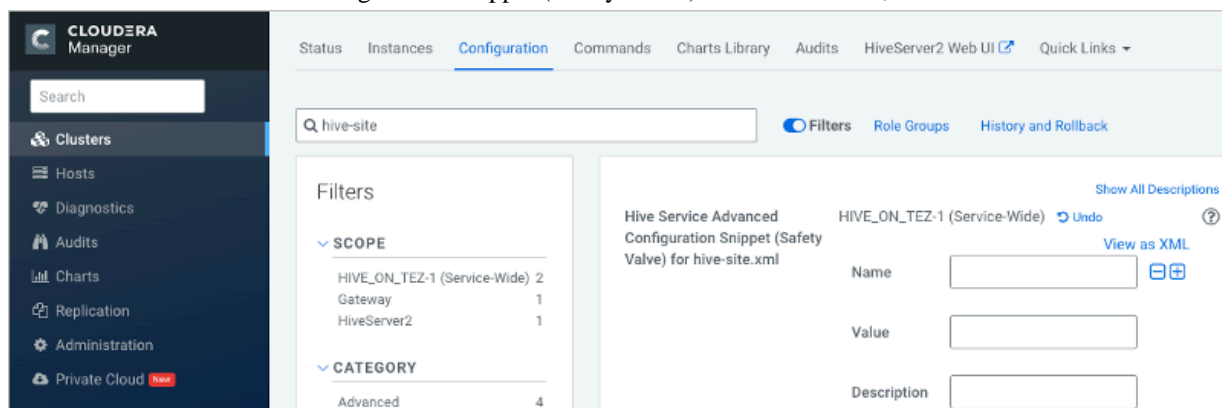 CLOUDERA
Manager
Search
Clusters
Hosts
Diagnostics
Audits
Charts
Replication
Administration
Private Cloud New
Status Instances Configuration Commands Charts Library Audits HiveServer2 Web UI Quick Links
hive-site
Filters Role Groups History and Rollback
Filters
SCOPE
HIVE_ON_TEZ-1 (Service-Wide) 2
Gateway 1
HiveServer2 1
CATEGORY
Advanced 4
Show All Descriptions
Hive Service Advanced
Configuration Snippet (Safety
Valve) for hive-site.xml
HIVE_ON_TEZ-1 (Service-Wide) Undo
View as XML
Name
Value
Description